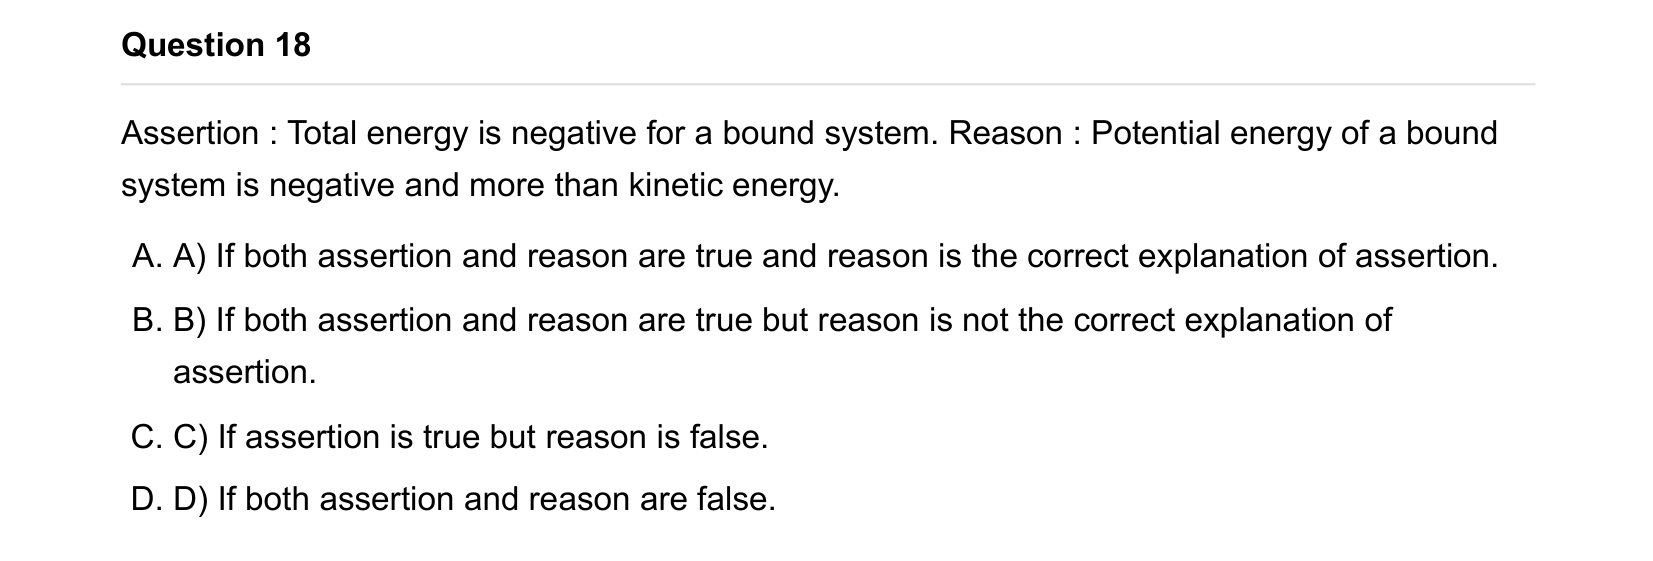 Question 18
Assertion : Total energy is negative for a bound system. Reason : Potential energy of a bound
system is negative and more than kinetic energy.
A. A) If both assertion and reason are true and reason is the correct explanation of assertion.
B. B) If both assertion and reason are true but reason is not the correct explanation of
assertion.
C. C) If assertion is true but reason is false.
D. D) If both assertion and reason are false.